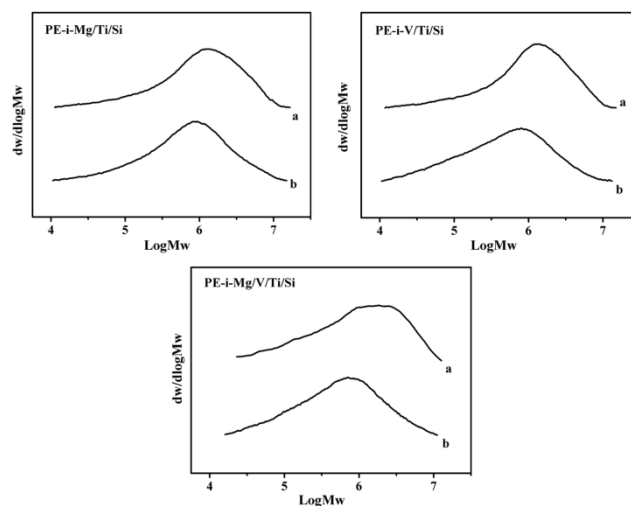 PE-i-Mg/Ti/Si
dw/dlogMw
a
b
4 5 6 7
LogMw
PE-i-V/Ti/Si
dw/dlogMw
a
b
4 5 6 7
LogMw
PE-i-Mg/V/Ti/Si
dw/dlogMw
a
b
4 5 6 7
LogMw